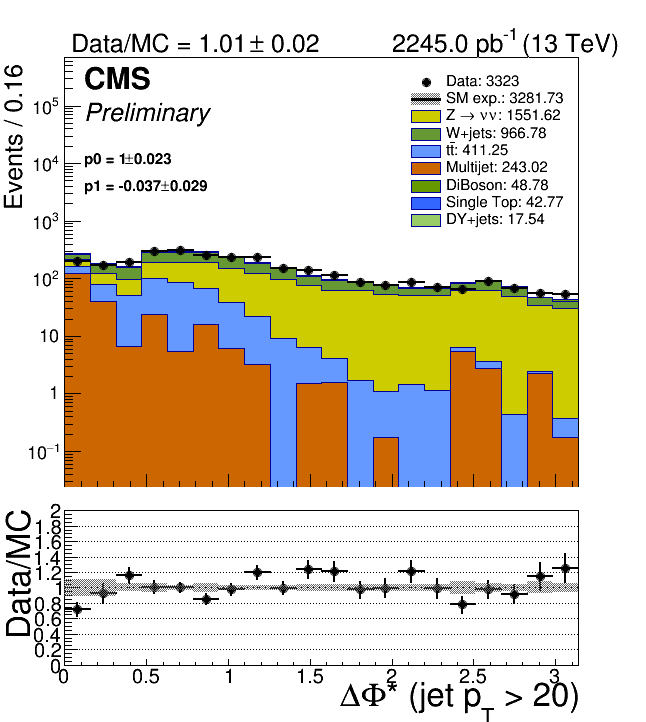 Data/MC = 1.01 ± 0.02 2245.0 pb⁻¹ (13 TeV)
Events / 0.16
CMS
Preliminary
p0 = 1±0.023
p1 = -0.037±0.029
Data: 3323
SM exp.: 3281.73
Z → νν: 1551.62
W+jets: 966.78
tt̄: 411.25
Multijet: 243.02
DiBoson: 48.78
Single Top: 42.77
DY+jets: 17.54
10⁵
10⁴
10³
10²
10
1
10⁻¹
Data/MC
2
1.8
1.6
1.4
1.2
1
0.8
0.6
0.4
0.2
0
0 0.5 1 1.5 2 2.5 3
ΔΦ* (jet p_T > 20)